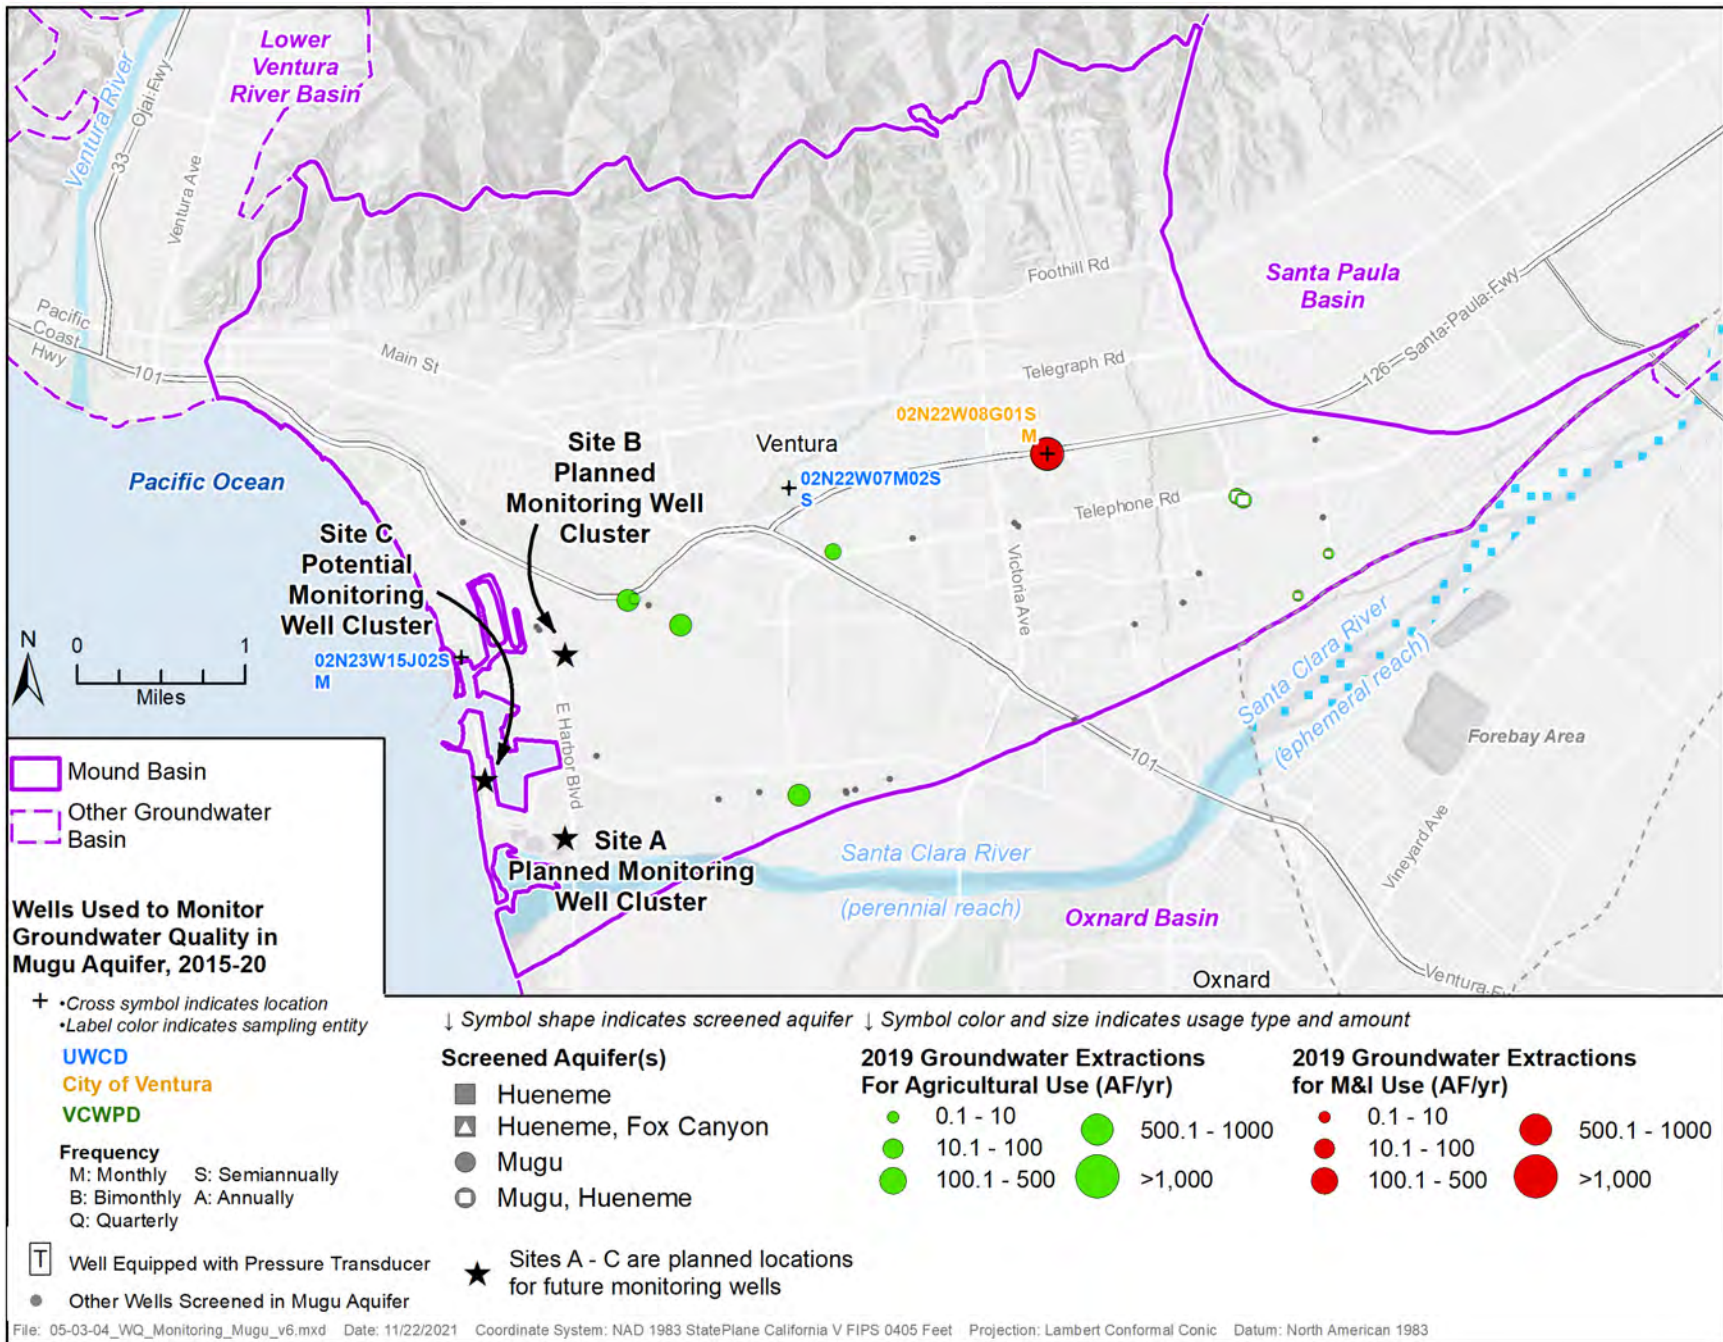 Lower
Ventura
River Basin
Ventura River
33
Ojai Fwy
Ventura Ave
Pacific
Coast
Hwy
101
Main St
Foothill Rd
Santa Paula
Basin
126
Santa-Paula-Fwy
Telegraph Rd
02N22W08G01S
M
Site B
Planned
Monitoring Well
Cluster
Ventura
02N22W07M02S
S
Telephone Rd
Pacific Ocean
Site C
Potential
Monitoring
Well Cluster
Victoria Ave
N
0
1
Miles
02N23W15J02S
M
E Harbor Blvd
Santa Clara River
(ephemeral reach)
Forebay Area
101
Site A
Planned Monitoring
Well Cluster
Santa Clara River
(perennial reach)
Vineyard Ave
Oxnard Basin
Oxnard
Mound Basin
Other Groundwater
Basin
Wells Used to Monitor
Groundwater Quality in
Mugu Aquifer, 2015-20
+ •Cross symbol indicates location
•Label color indicates sampling entity
UWCD
City of Ventura
VCWPD
Frequency
M: Monthly S: Semiannually
B: Bimonthly A: Annually
Q: Quarterly
T Well Equipped with Pressure Transducer
Other Wells Screened in Mugu Aquifer
↓ Symbol shape indicates screened aquifer
Screened Aquifer(s)
Hueneme
Hueneme, Fox Canyon
Mugu
Mugu, Hueneme
Sites A - C are planned locations
for future monitoring wells
↓ Symbol color and size indicates usage type and amount
2019 Groundwater Extractions
For Agricultural Use (AF/yr)
0.1 - 10
10.1 - 100
100.1 - 500
500.1 - 1000
>1,000
2019 Groundwater Extractions
for M&I Use (AF/yr)
0.1 - 10
10.1 - 100
100.1 - 500
500.1 - 1000
>1,000
File: 05-03-04_WQ_Monitoring_Mugu_v6.mxd Date: 11/22/2021 Coordinate System: NAD 1983 StatePlane California V FIPS 0405 Feet Projection: Lambert Conformal Conic Datum: North American 1983